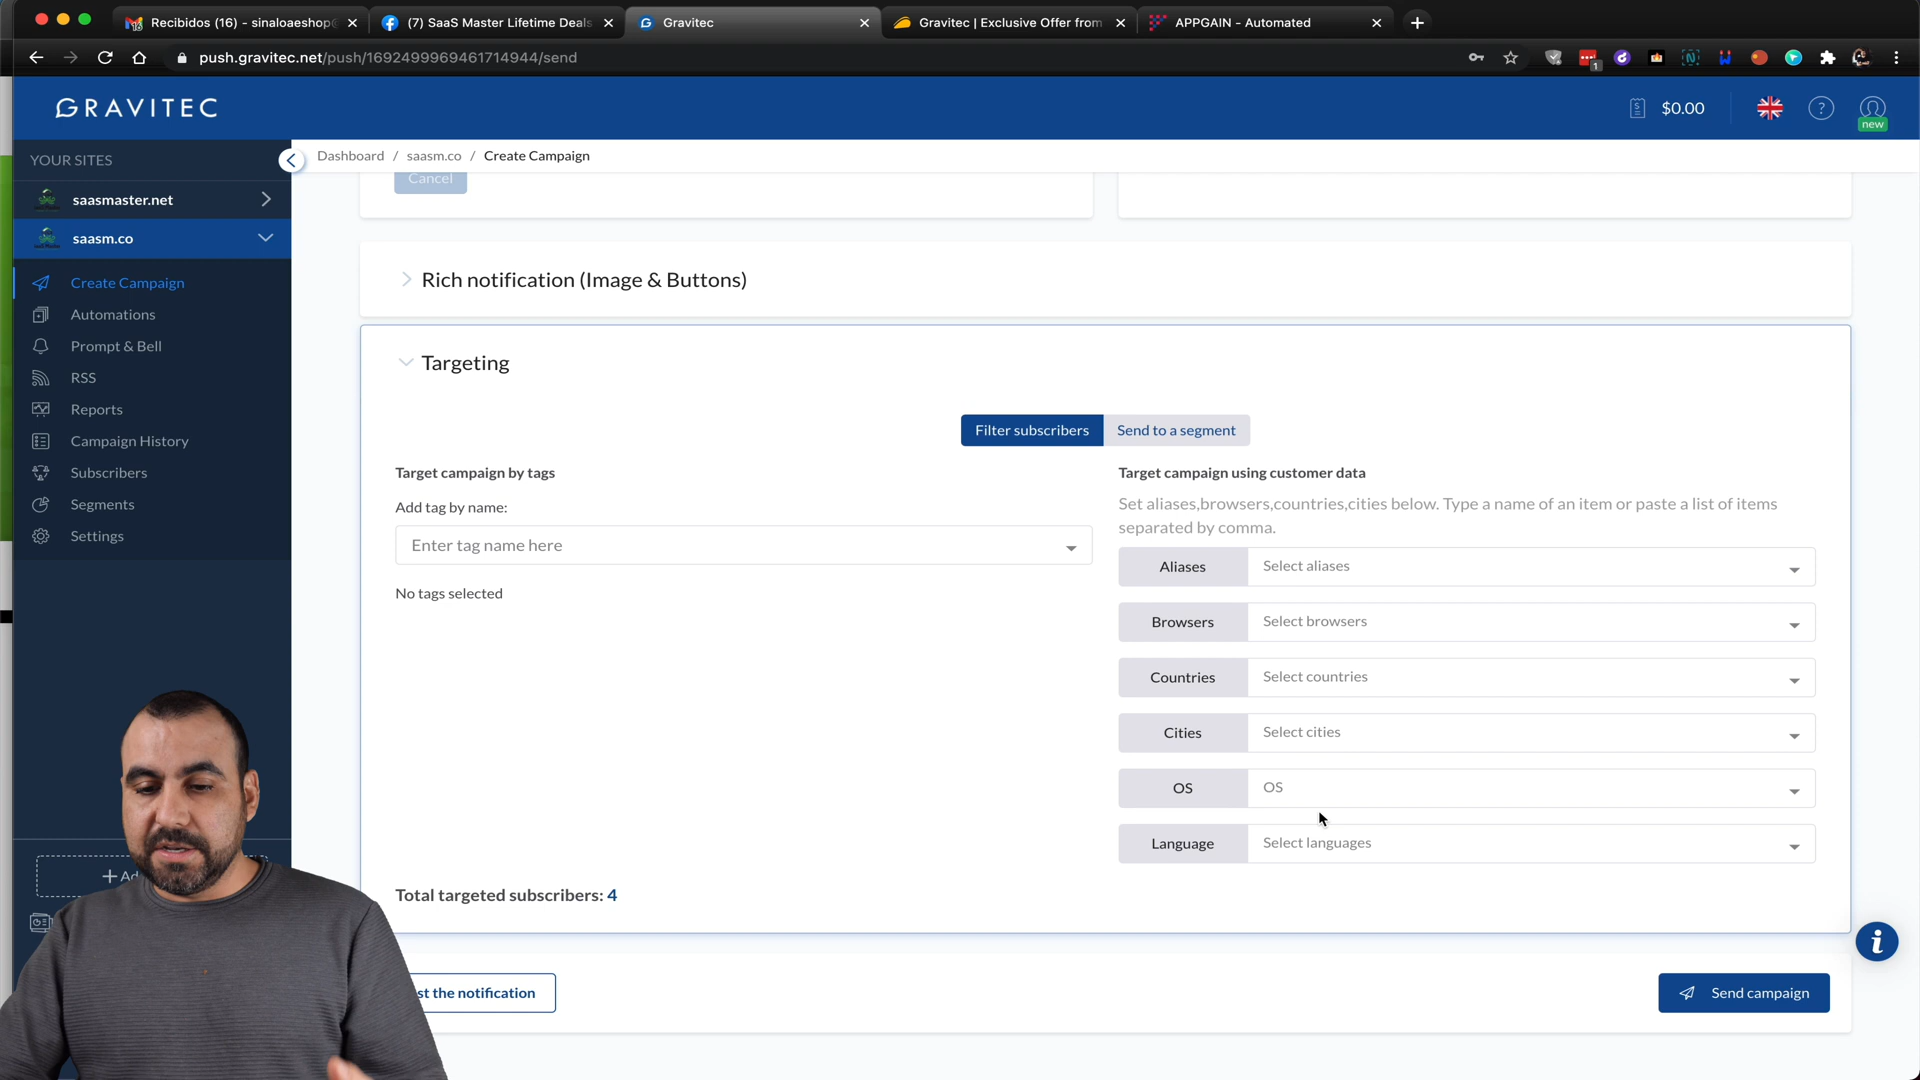 Recibidos (16) - sinaloaeshop@
(7) SaaS Master Lifetime Deals
Gravitec
Gravitec | Exclusive Offer from
APPGAIN - Automated
push.gravitec.net/push/1692499969461714944/send
1
GRAVITEC
$0.00
?
new
YOUR SITES
Dashboard / saasm.co / Create Campaign
Cancel
saasmaster.net
saasm.co
Create Campaign
Automations
Prompt & Bell
RSS
Reports
Campaign History
Subscribers
Segments
Settings
Rich notification (Image & Buttons)
Targeting
Filter subscribers
Send to a segment
Target campaign by tags
Add tag by name:
Enter tag name here
No tags selected
Target campaign using customer data
Set aliases,browsers,countries,cities below. Type a name of an item or paste a list of items
separated by comma.
Aliases Select aliases
Browsers Select browsers
Countries Select countries
Cities Select cities
OS OS
Language Select languages
Total targeted subscribers: 4
st the notification
Send campaign
i